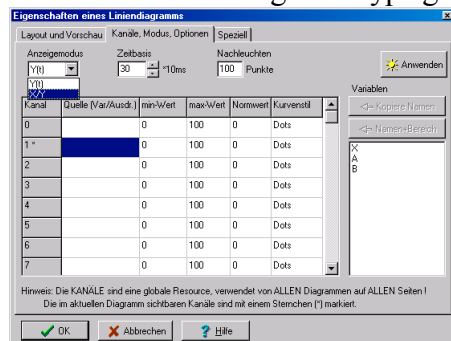 Eigenschaften eines Liniendiagramms
Layout und Vorschau Kanäle, Modus, Optionen Speziell
Anzeigemodus Zeitbasis Nachleuchten
Y(t) 30 *10ms 100 Punkte Anwenden
Y(t)
X/Y
Variablen
Kanal Quelle (Var/Ausdr.) min-Wert max-Wert Normwert Kurvenstil
<= Kopiere Namen
0 0 100 0 Dots
<= Namen+Bereich
1 * 0 100 0 Dots
X
A
B
2 0 100 0 Dots
3 0 100 0 Dots
4 0 100 0 Dots
5 0 100 0 Dots
6 0 100 0 Dots
7 0 100 0 Dots
Hinweis: Die KANÄLE sind eine globale Resource, verwendet von ALLEN Diagrammen auf ALLEN Seiten !
Die im aktuellen Diagramm sichtbaren Kanäle sind mit einem Sternchen (*) markiert.
OK Abbrechen ? Hilfe